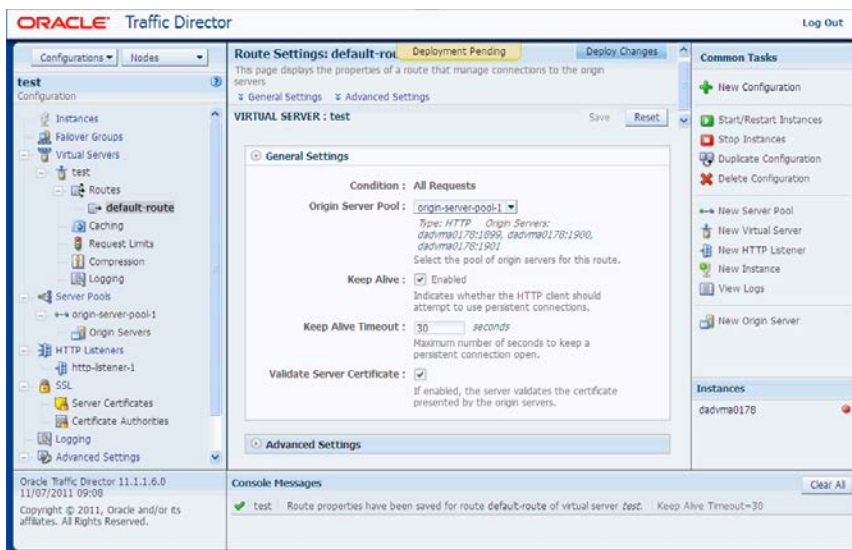 ORACLE Traffic Director
Log Out
Configurations
Nodes
test
Configuration
Instances
Failover Groups
Virtual Servers
test
Routes
default-route
Caching
Request Limits
Compression
Logging
Server Pools
origin-server-pool-1
Origin Servers
HTTP Listeners
http-listener-1
SSL
Server Certificates
Certificate Authorities
Logging
Advanced Settings
Oracle Traffic Director 11.1.1.6.0
11/07/2011 09:08
Copyright © 2011, Oracle and/or its
affiliates. All Rights Reserved.
Route Settings: default-rou
Deployment Pending
Deploy Changes
This page displays the properties of a route that manage connections to the origin
servers
General Settings Advanced Settings
VIRTUAL SERVER : test
Save
Reset
General Settings
Condition : All Requests
Origin Server Pool : origin-server-pool-1
Type: HTTP Origin Servers:
dadvma0178:1899, dadvma0178:1900,
dadvma0178:1901
Select the pool of origin servers for this route.
Keep Alive : Enabled
Indicates whether the HTTP client should
attempt to use persistent connections.
Keep Alive Timeout : 30 seconds
Maximum number of seconds to keep a
persistent connection open.
Validate Server Certificate :
If enabled, the server validates the certificate
presented by the origin servers.
Advanced Settings
Common Tasks
New Configuration
Start/Restart Instances
Stop Instances
Duplicate Configuration
Delete Configuration
New Server Pool
New Virtual Server
New HTTP Listener
New Instance
View Logs
New Origin Server
Instances
dadvma0178
Console Messages
Clear All
test Route properties have been saved for route default-route of virtual server test. Keep Alive Timeout=30